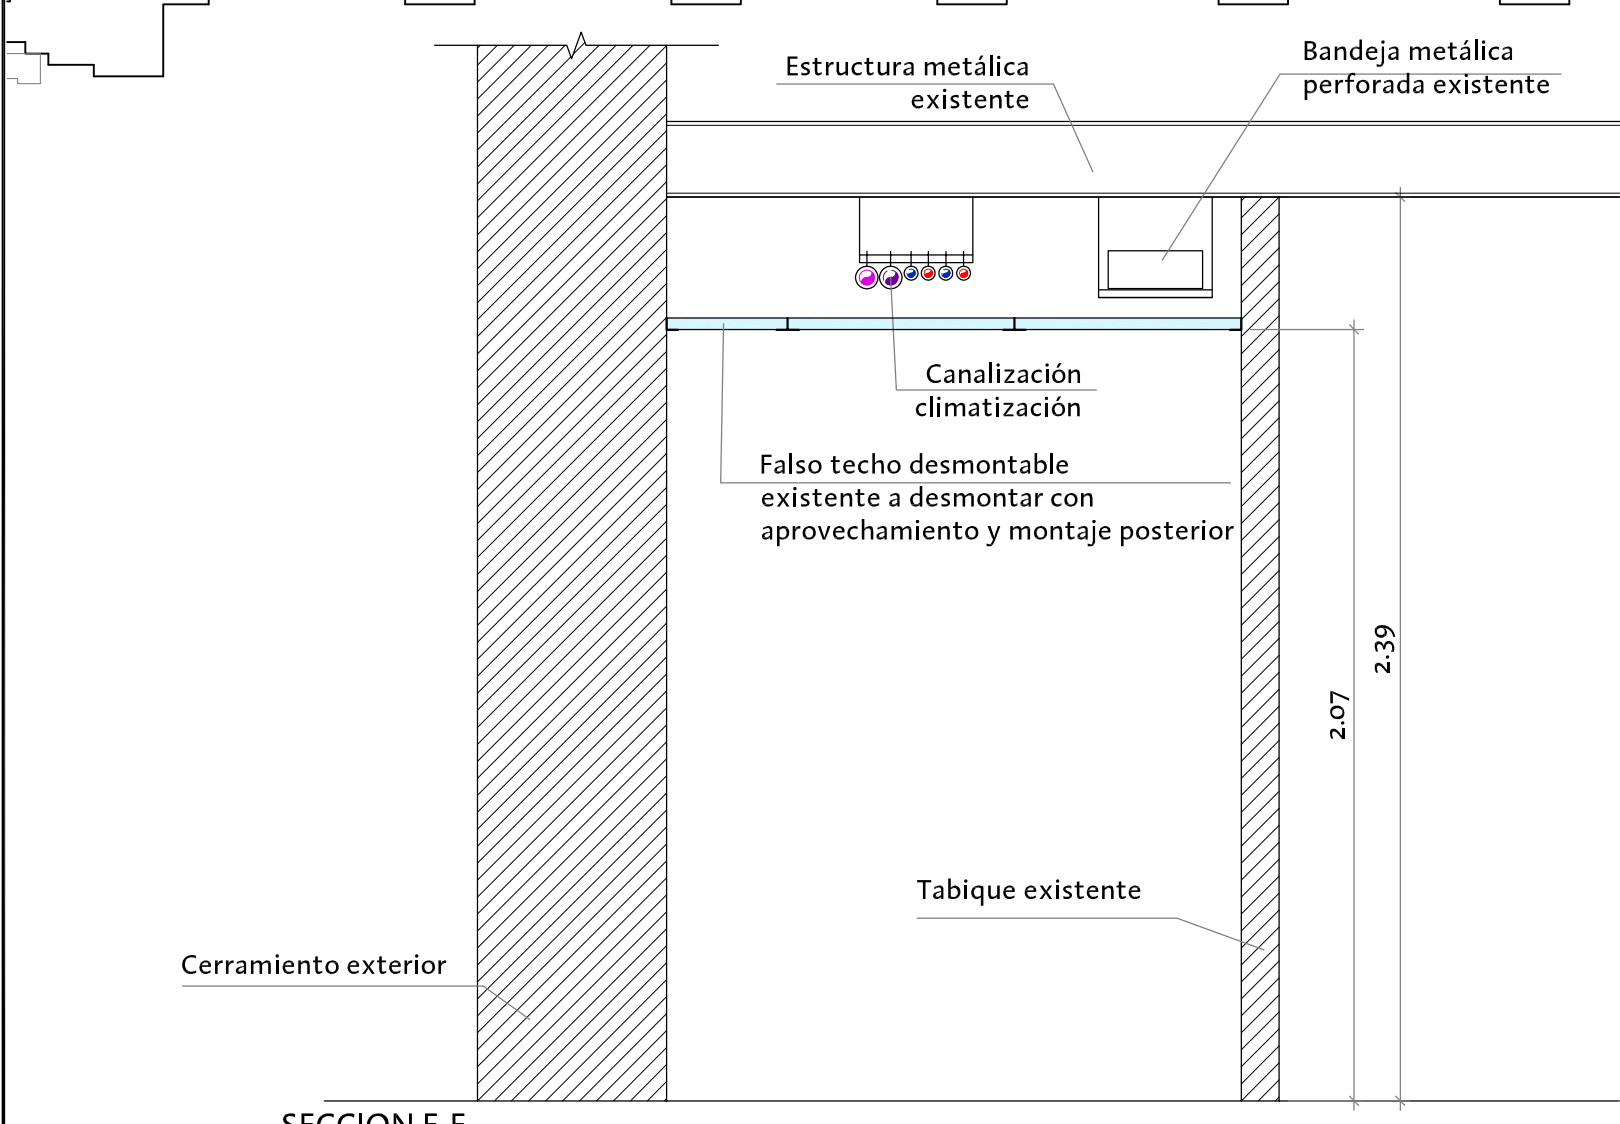 Estructura metálica
existente
Bandeja metálica
perforada existente
Canalización
climatización
Falso techo desmontable
existente a desmontar con
aprovechamiento y montaje posterior
2.39
2.07
Tabique existente
Cerramiento exterior
SECCION